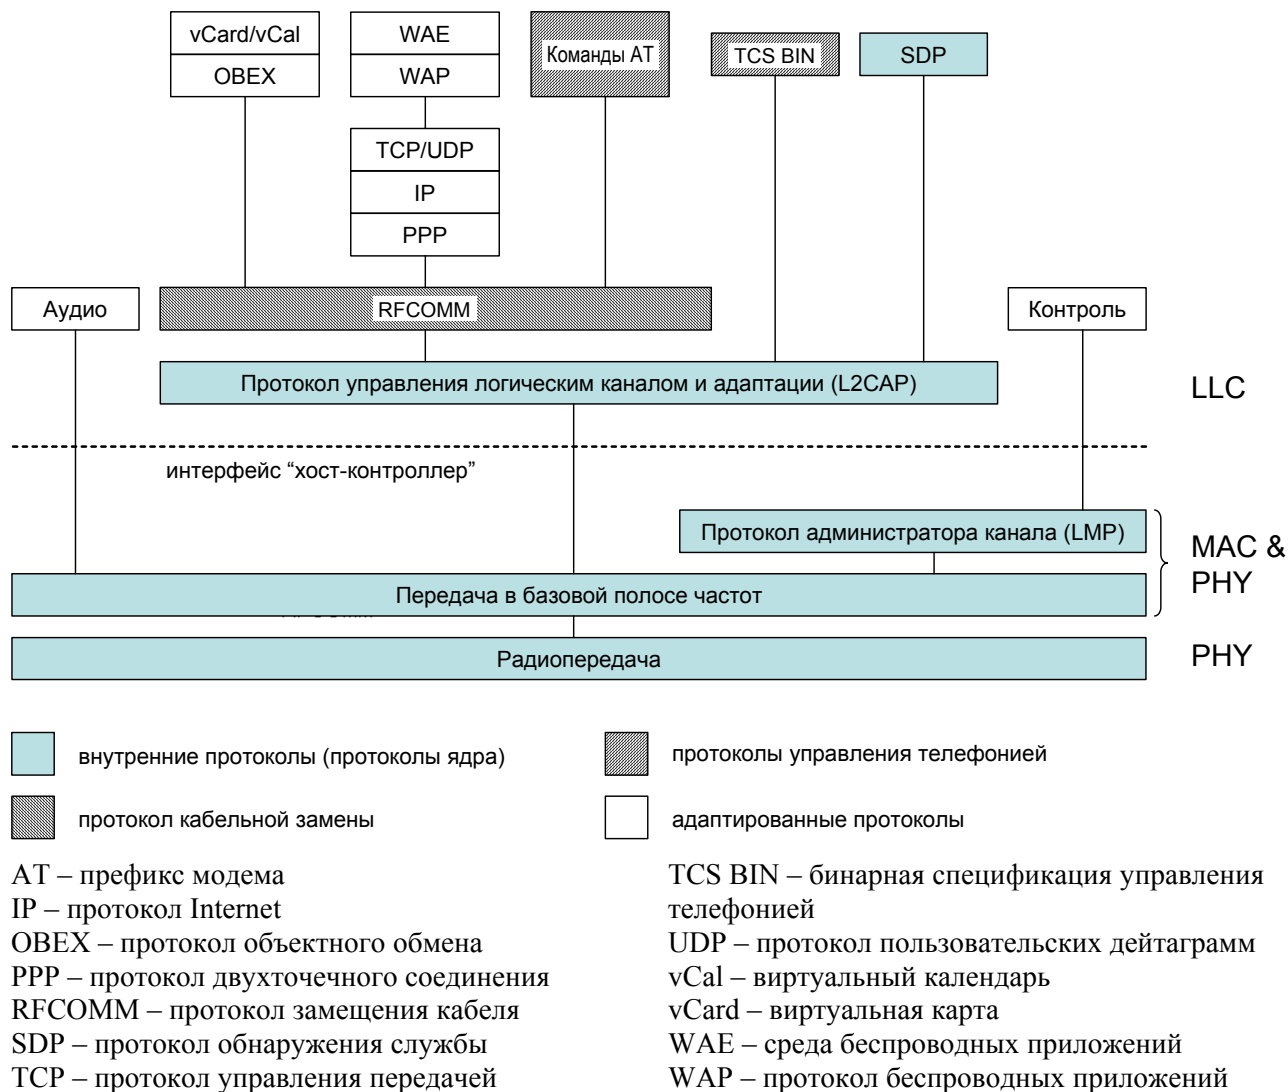 vCard/vCal
OBEX
WAE
WAP
Команды AT
TCS BIN
SDP
TCP/UDP
IP
PPP
Аудио
RFCOMM
Контроль
Протокол управления логическим каналом и адаптации (L2CAP)
LLC
интерфейс “хост-контроллер”
Протокол администратора канала (LMP)
MAC &
PHY
Передача в базовой полосе частот
Радиопередача
PHY
внутренние протоколы (протоколы ядра)
протоколы управления телефонией
протокол кабельной замены
адаптированные протоколы
AT – префикс модема
IP – протокол Internet
OBEX – протокол объектного обмена
PPP – протокол двухточечного соединения
RFCOMM – протокол замещения кабеля
SDP – протокол обнаружения службы
TCP – протокол управления передачей
TCS BIN – бинарная спецификация управления
телефонией
UDP – протокол пользовательских дейтаграмм
vCal – виртуальный календарь
vCard – виртуальная карта
WAE – среда беспроводных приложений
WAP – протокол беспроводных приложений